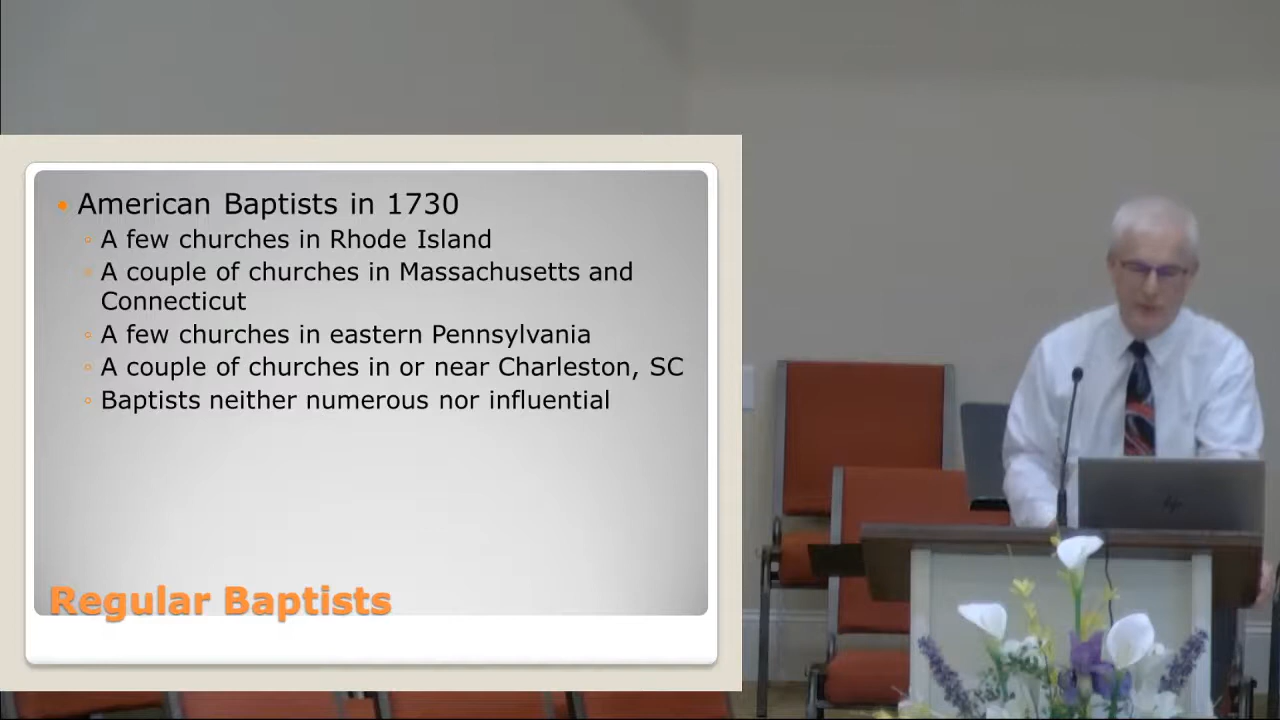 American Baptists in 1730
A few churches in Rhode Island
A couple of churches in Massachusetts and
Connecticut
A few churches in eastern Pennsylvania
A couple of churches in or near Charleston, SC
Baptists neither numerous nor influential
Regular Baptists
hp